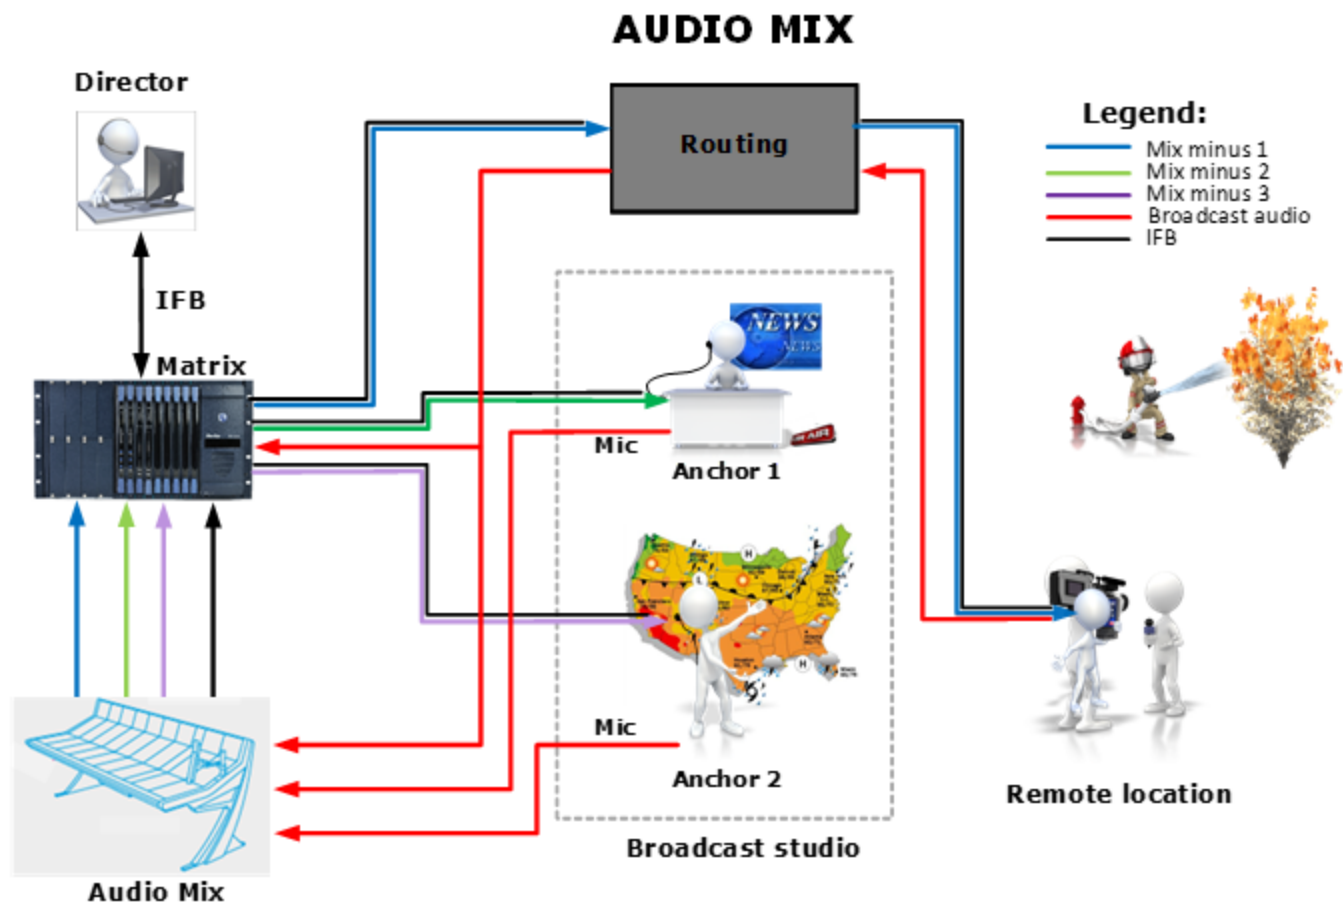 AUDIO MIX
Director
Routing
Legend:
Mix minus 1
Mix minus 2
Mix minus 3
Broadcast audio
IFB
IFB
Matrix
NEWS
NEWS
Mic
AIR
Anchor 1
H
L
H
Mic
Anchor 2
Remote location
Broadcast studio
Audio Mix